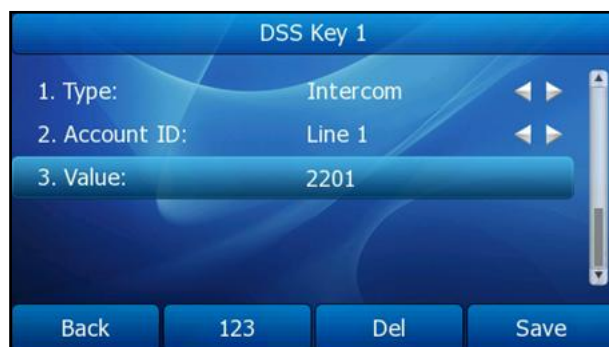 DSS Key 1
1. Type: Intercom
2. Account ID: Line 1
3. Value: 2201
Back 123 Del Save